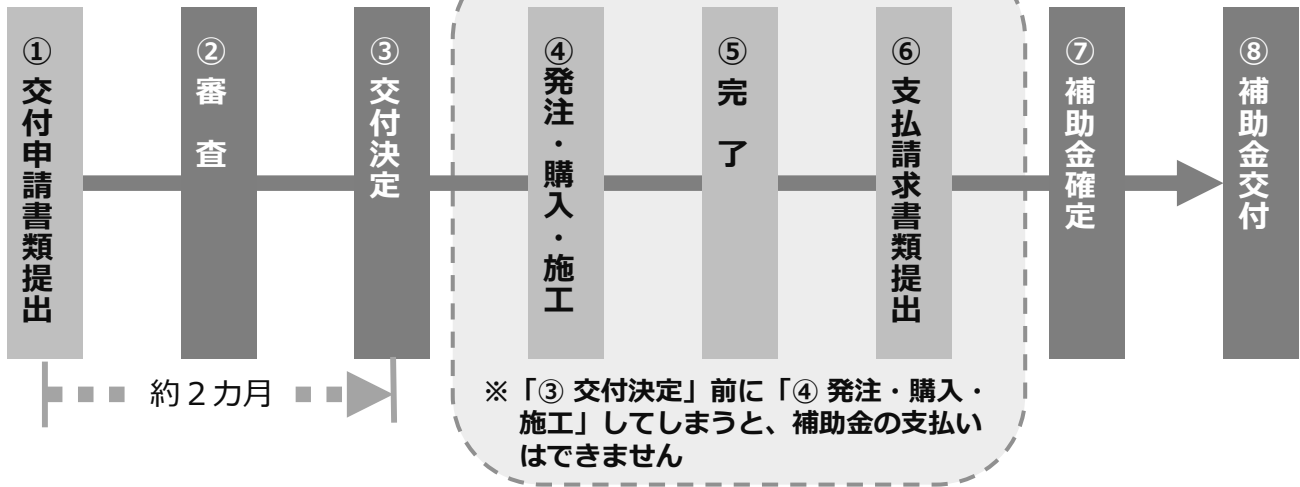 ① 交付申請書類提出
② 審　査
③ 交付決定
④ 発注・購入・施工
⑤ 完　了
⑥ 支払請求書類提出
⑦ 補助金確定
⑧ 補助金交付
約２カ月
※「③ 交付決定」前に「④ 発注・購入・
施工」してしまうと、補助金の支払い
はできません